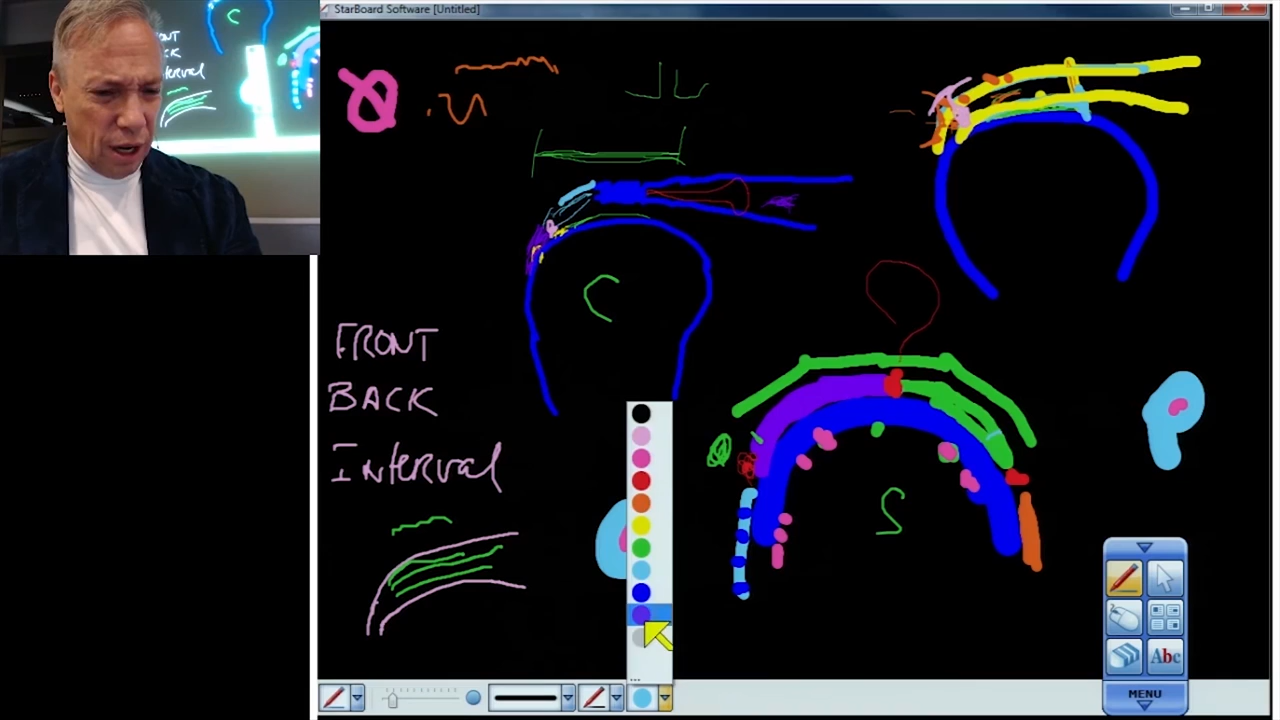 StarBoard Software [Untitled]
C
FRONT
BACK
INTERVAL
S
Abc
MENU